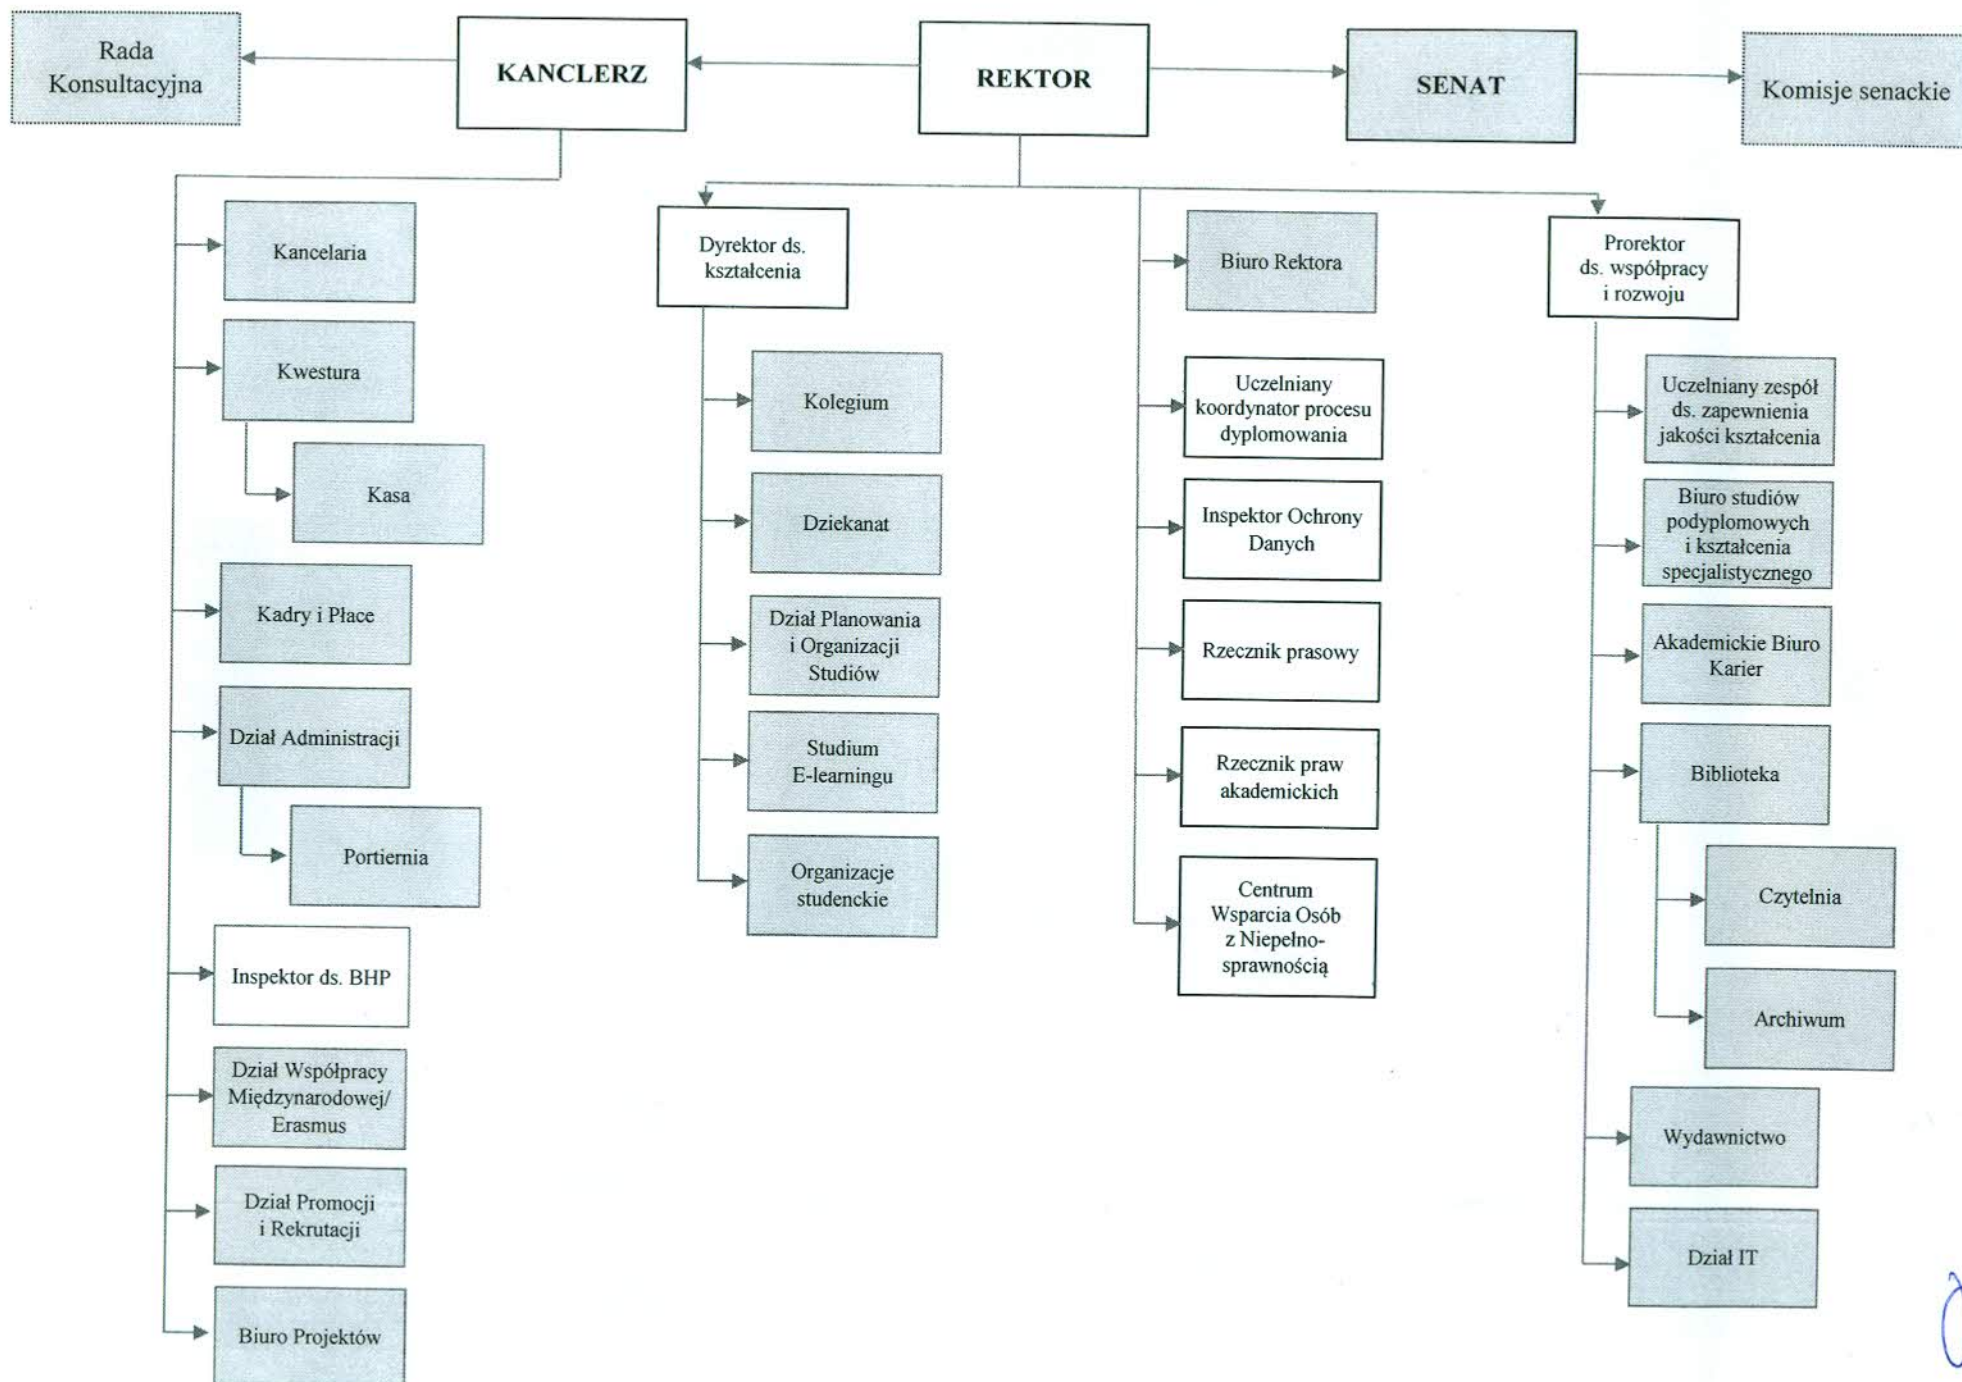 Rada
Konsultacyjna
KANCLERZ
REKTOR
SENAT
Komisje senackie
Kancelaria
Kwestura
Kasa
Kadry i Płace
Dział Administracji
Portiernia
Inspektor ds. BHP
Dział Współpracy
Międzynarodowej/
Erasmus
Dział Promocji
i Rekrutacji
Biuro Projektów
Dyrektor ds.
kształcenia
Kolegium
Dziekanat
Dział Planowania
i Organizacji
Studiów
Studium
E-learningu
Organizacje
studenckie
Biuro Rektora
Uczelniany
koordynator procesu
dyplomowania
Inspektor Ochrony
Danych
Rzecznik prasowy
Rzecznik praw
akademickich
Centrum
Wsparcia Osób
z Niepełno-
sprawnością
Prorektor
ds. współpracy
i rozwoju
Uczelniany zespół
ds. zapewnienia
jakości kształcenia
Biuro studiów
podyplomowych
i kształcenia
specjalistycznego
Akademickie Biuro
Karier
Biblioteka
Czytelnia
Archiwum
Wydawnictwo
Dział IT